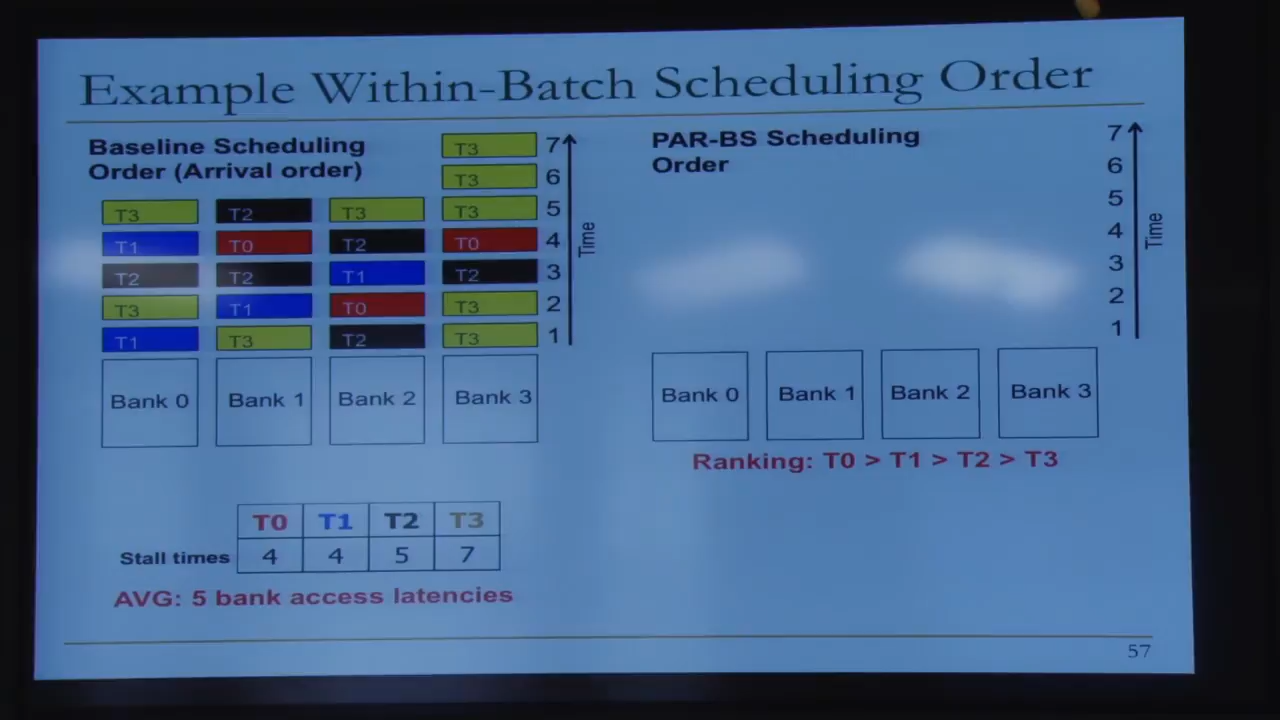 Example Within-Batch Scheduling Order
Baseline Scheduling
Order (Arrival order)
T3 7
T3 6
T3 T2 T3 T3 5
T1 T0 T2 T0 4
T2 T2 T1 T2 3
T3 T1 T0 T3 2
T1 T3 T2 T3 1
Time
Bank 0 Bank 1 Bank 2 Bank 3
T0 T1 T2 T3
Stall times 4 4 5 7
AVG: 5 bank access latencies
PAR-BS Scheduling
Order
7
6
5
4
3
2
1
Time
Bank 0 Bank 1 Bank 2 Bank 3
Ranking: T0 > T1 > T2 > T3
57